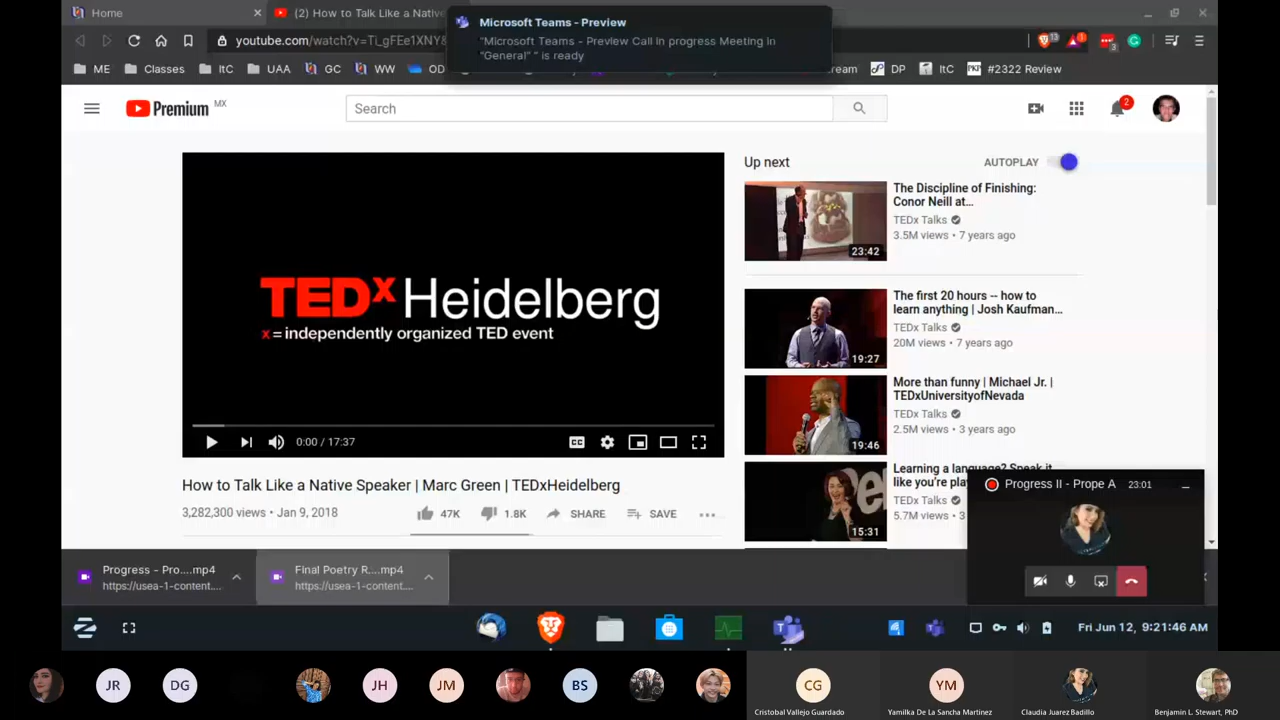 Home
(2) How to Talk Like a Native
Microsoft Teams - Preview
"Microsoft Teams - Preview Call in progress Meeting in
"General" " is ready
youtube.com/watch?v=Ti_gFEe1XNY&
13
1
3
ME
Classes
ItC
UAA
GC
WW
OD
DP
ItC
#2322 Review
Premium MX
Search
2
TEDx Heidelberg
x = independently organized TED event
0:00 / 17:37
How to Talk Like a Native Speaker | Marc Green | TEDxHeidelberg
3,282,300 views • Jan 9, 2018
47K
1.8K
SHARE
SAVE
Up next
AUTOPLAY
23:42
The Discipline of Finishing:
Conor Neill at...
TEDx Talks
3.5M views • 7 years ago
19:27
The first 20 hours -- how to
learn anything | Josh Kaufman...
TEDx Talks
20M views • 7 years ago
19:46
More than funny | Michael Jr. |
TEDxUniversityofNevada
TEDx Talks
2.5M views • 3 years ago
15:31
Learning a language? Speak it
like you're
TEDx Talks
5.7M views • 3
Progress II - Prope A
23:01
Progress - Pro....mp4
https://usea-1-content....
Final Poetry R....mp4
https://usea-1-content....
Fri Jun 12, 9:21:46 AM
JR
DG
JH
JM
BS
CG
Cristobal Vallejo Guardado
YM
Yamilka De La Sancha Martinez
Claudia Juarez Badillo
Benjamin L. Stewart, PhD